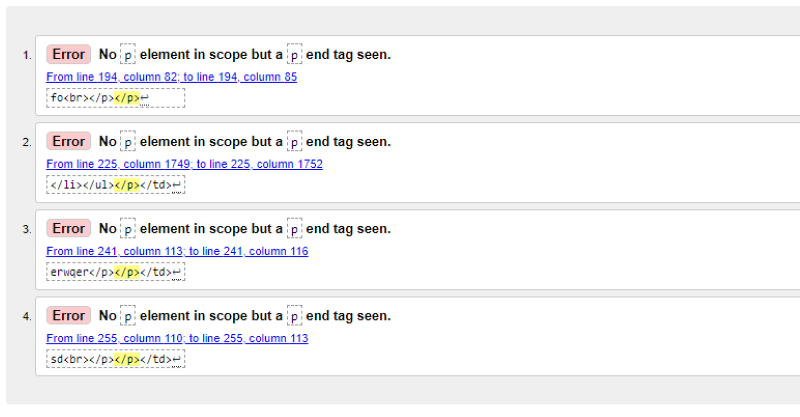 1. Error No p element in scope but a p end tag seen.
From line 194, column 82; to line 194, column 85
fo<br></p></p>↩
2. Error No p element in scope but a p end tag seen.
From line 225, column 1749; to line 225, column 1752
</li></ul></p></td>↩
3. Error No p element in scope but a p end tag seen.
From line 241, column 113; to line 241, column 116
erwqer</p></p></td>↩
4. Error No p element in scope but a p end tag seen.
From line 255, column 110; to line 255, column 113
sd<br></p></p></td>↩